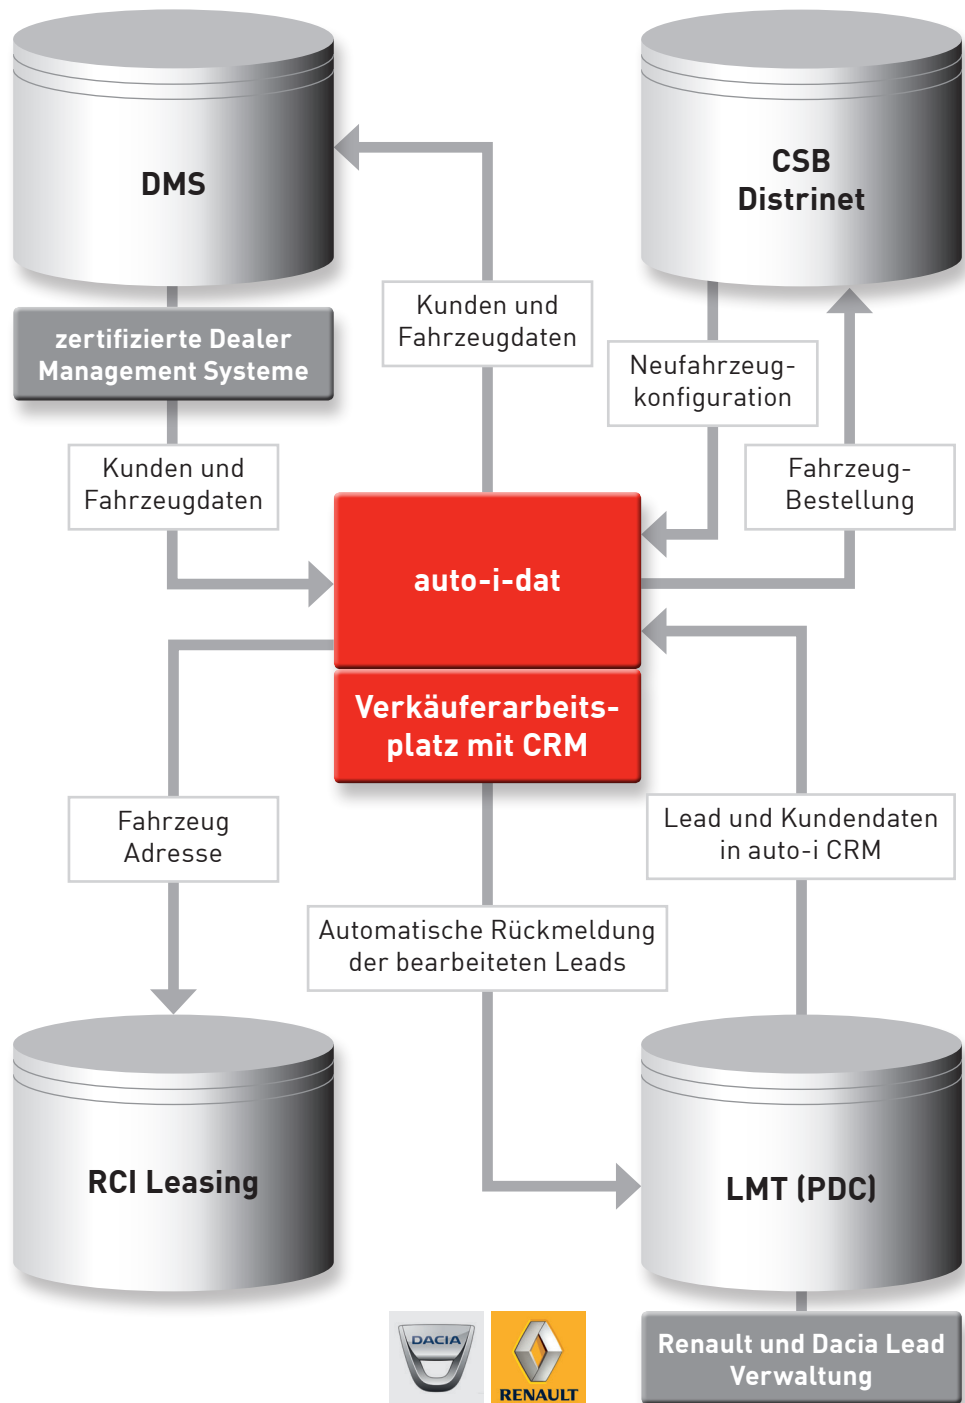 DMS
CSB
Distrinet
zertifizierte Dealer
Management Systeme
Kunden und
Fahrzeugdaten
Neufahrzeug-
konfiguration
Kunden und
Fahrzeugdaten
Fahrzeug-
Bestellung
auto-i-dat
Verkäuferarbeits-
platz mit CRM
Fahrzeug
Adresse
Lead und Kundendaten
in auto-i CRM
Automatische Rückmeldung
der bearbeiteten Leads
RCI Leasing
LMT (PDC)
DACIA
RENAULT
Renault und Dacia Lead
Verwaltung